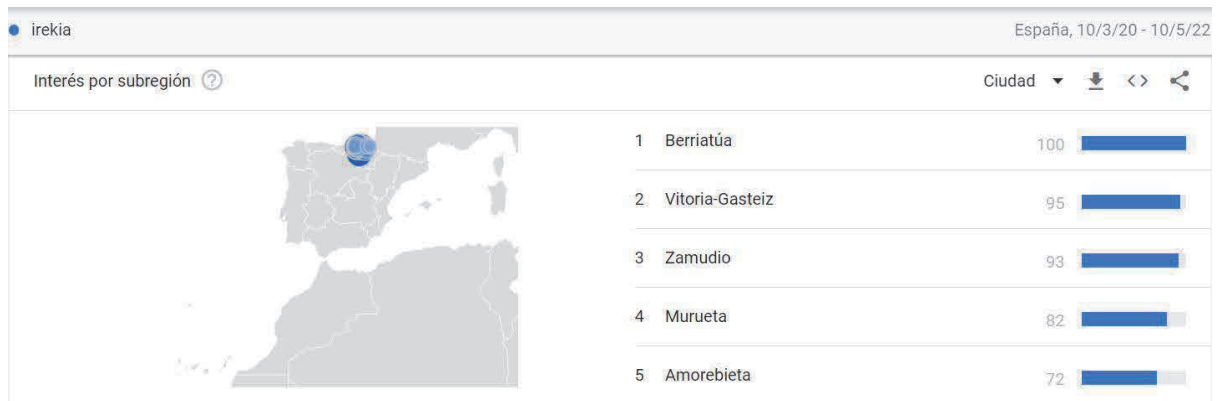 irekia
España, 10/3/20 - 10/5/22
Interés por subregión ?
Ciudad
1 Berriatúa 100
2 Vitoria-Gasteiz 95
3 Zamudio 93
4 Murueta 82
5 Amorebieta 72